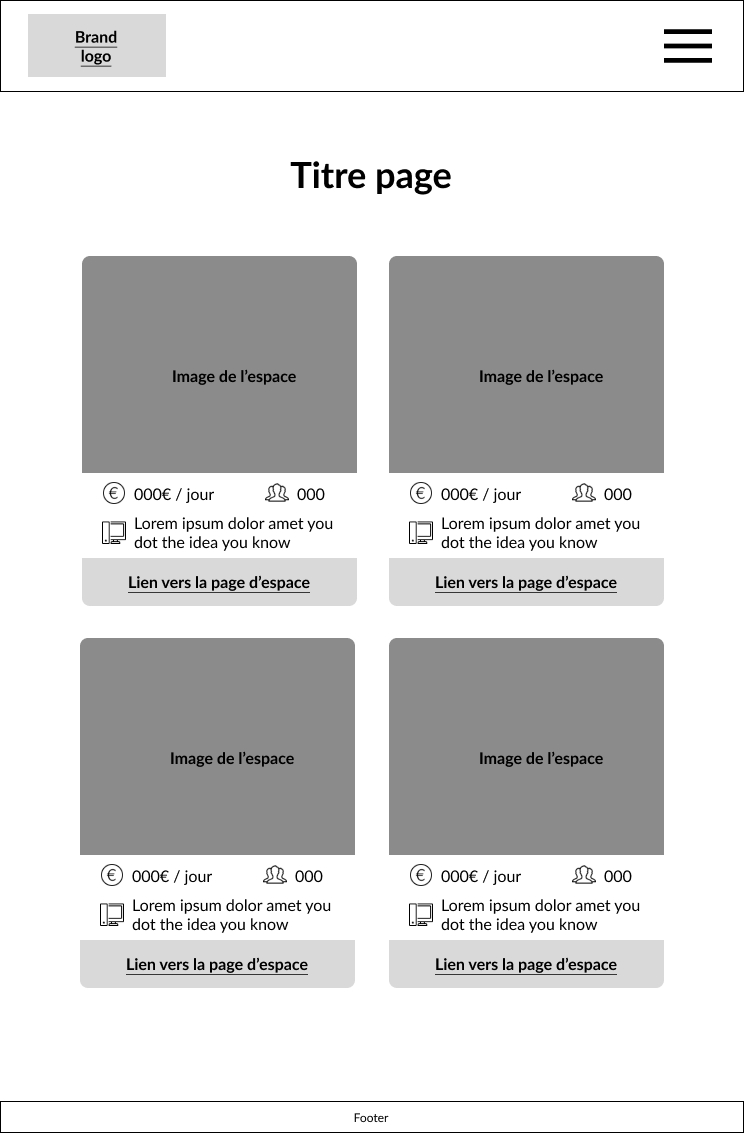 Brand
logo
Titre page
Image de l’espace
Image de l’espace
€ 000€ / jour 000
€ 000€ / jour 000
Lorem ipsum dolor amet you
dot the idea you know
Lorem ipsum dolor amet you
dot the idea you know
Lien vers la page d’espace
Lien vers la page d’espace
Image de l’espace
Image de l’espace
€ 000€ / jour 000
€ 000€ / jour 000
Lorem ipsum dolor amet you
dot the idea you know
Lorem ipsum dolor amet you
dot the idea you know
Lien vers la page d’espace
Lien vers la page d’espace
Footer